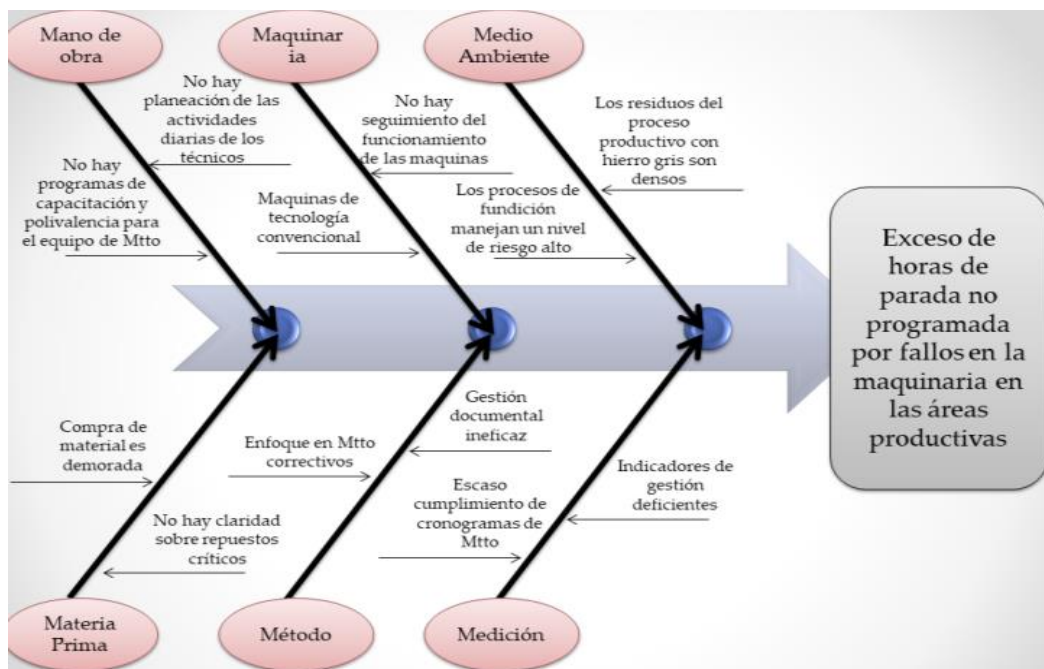 Mano de
obra
Maquinar
ia
Medio
Ambiente
No hay
planeación de las
actividades
diarias de los
técnicos
No hay
programas de
capacitación y
polivalencia para
el equipo de Mtto
No hay
seguimiento del
funcionamiento
de las maquinas
Maquinas de
tecnología
convencional
Los residuos del
proceso
productivo con
hierro gris son
densos
Los procesos de
fundición
manejan un nivel
de riesgo alto
Exceso de
horas de
parada no
programada
por fallos en la
maquinaria en
las áreas
productivas
Compra de
material es
demorada
No hay claridad
sobre repuestos
críticos
Enfoque en Mtto
correctivos
Gestión
documental
ineficaz
Escaso
cumplimiento de
cronogramas de
Mtto
Indicadores de
gestión
deficientes
Materia
Prima
Método
Medición